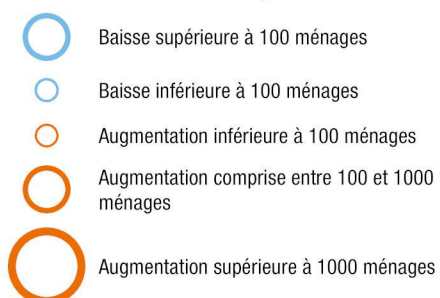 Baisse supérieure à 100 ménages
Baisse inférieure à 100 ménages
Augmentation inférieure à 100 ménages
Augmentation comprise entre 100 et 1000
ménages
Augmentation supérieure à 1000 ménages